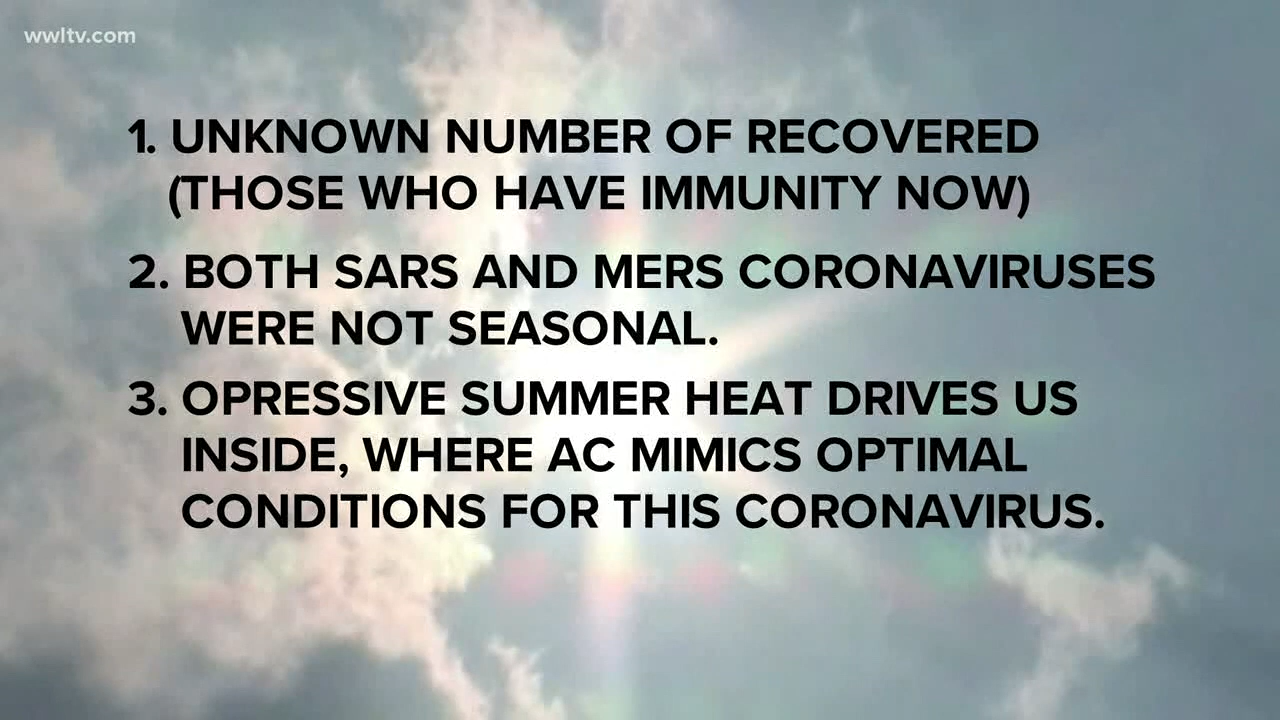 wwltv.com
1. UNKNOWN NUMBER OF RECOVERED
(THOSE WHO HAVE IMMUNITY NOW)
2. BOTH SARS AND MERS CORONAVIRUSES
WERE NOT SEASONAL.
3. OPRESSIVE SUMMER HEAT DRIVES US
INSIDE, WHERE AC MIMICS OPTIMAL
CONDITIONS FOR THIS CORONAVIRUS.